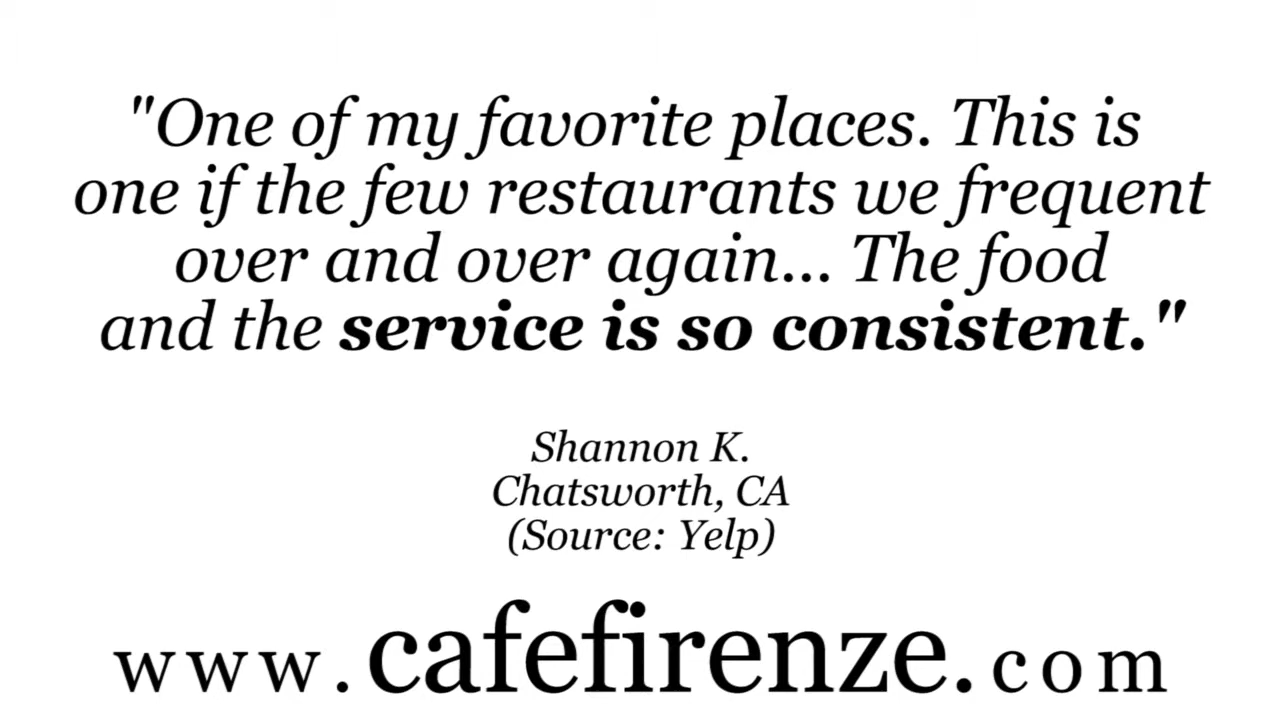 "One of my favorite places. This is
one if the few restaurants we frequent
over and over again... The food
and the service is so consistent."
Shannon K.
Chatsworth, CA
(Source: Yelp)
www.cafefirenze.com